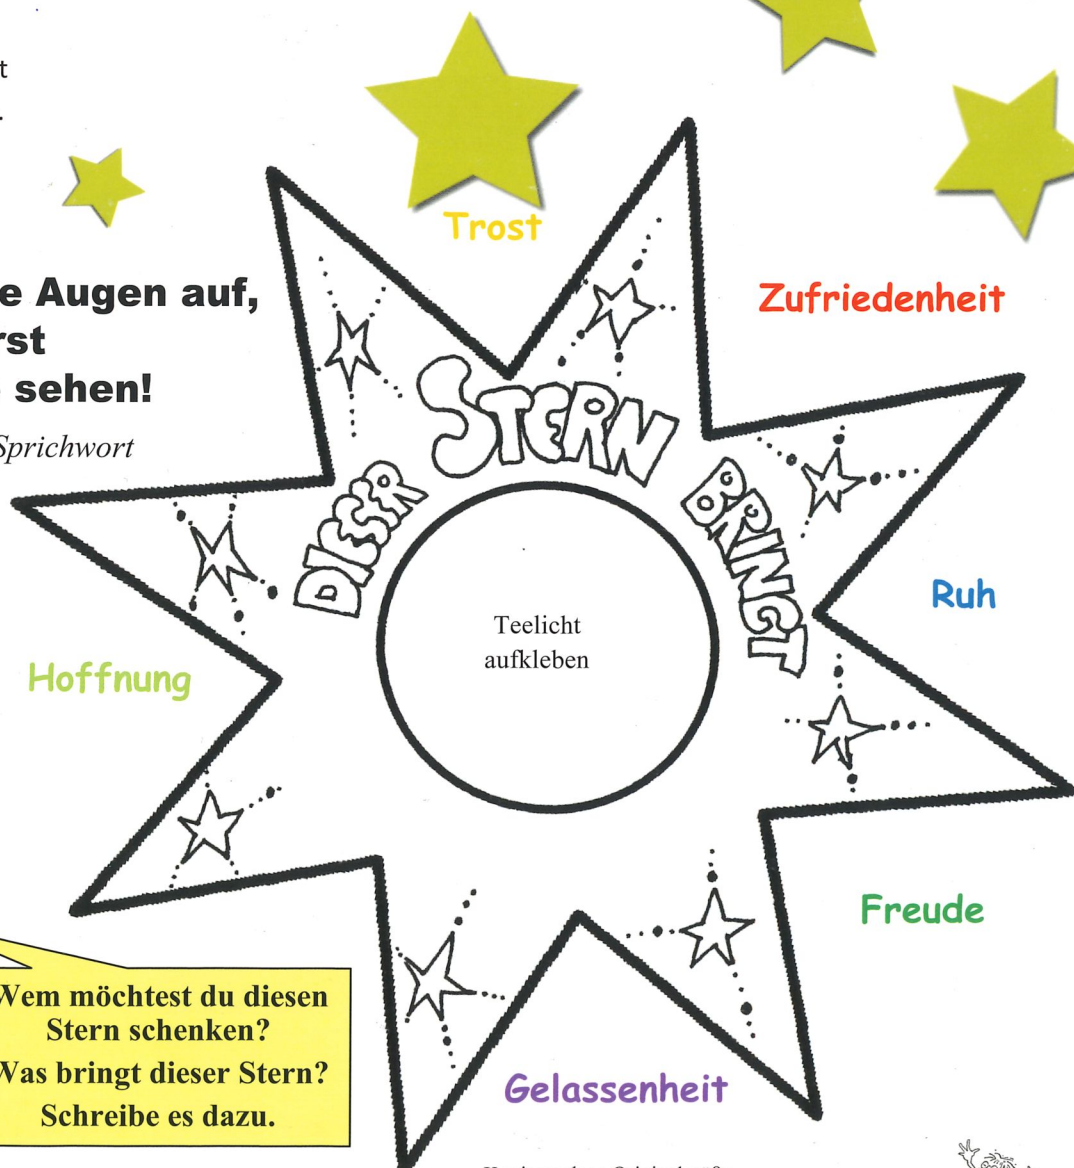 e Augen auf,
rst
sehen!
Sprichwort
Trost
Zufriedenheit
DIESER STERN BRINGT
Ruh
Teelicht
aufkleben
Hoffnung
Freude
Gelassenheit
Wem möchtest du diesen
Stern schenken?
Was bringt dieser Stern?
Schreibe es dazu.